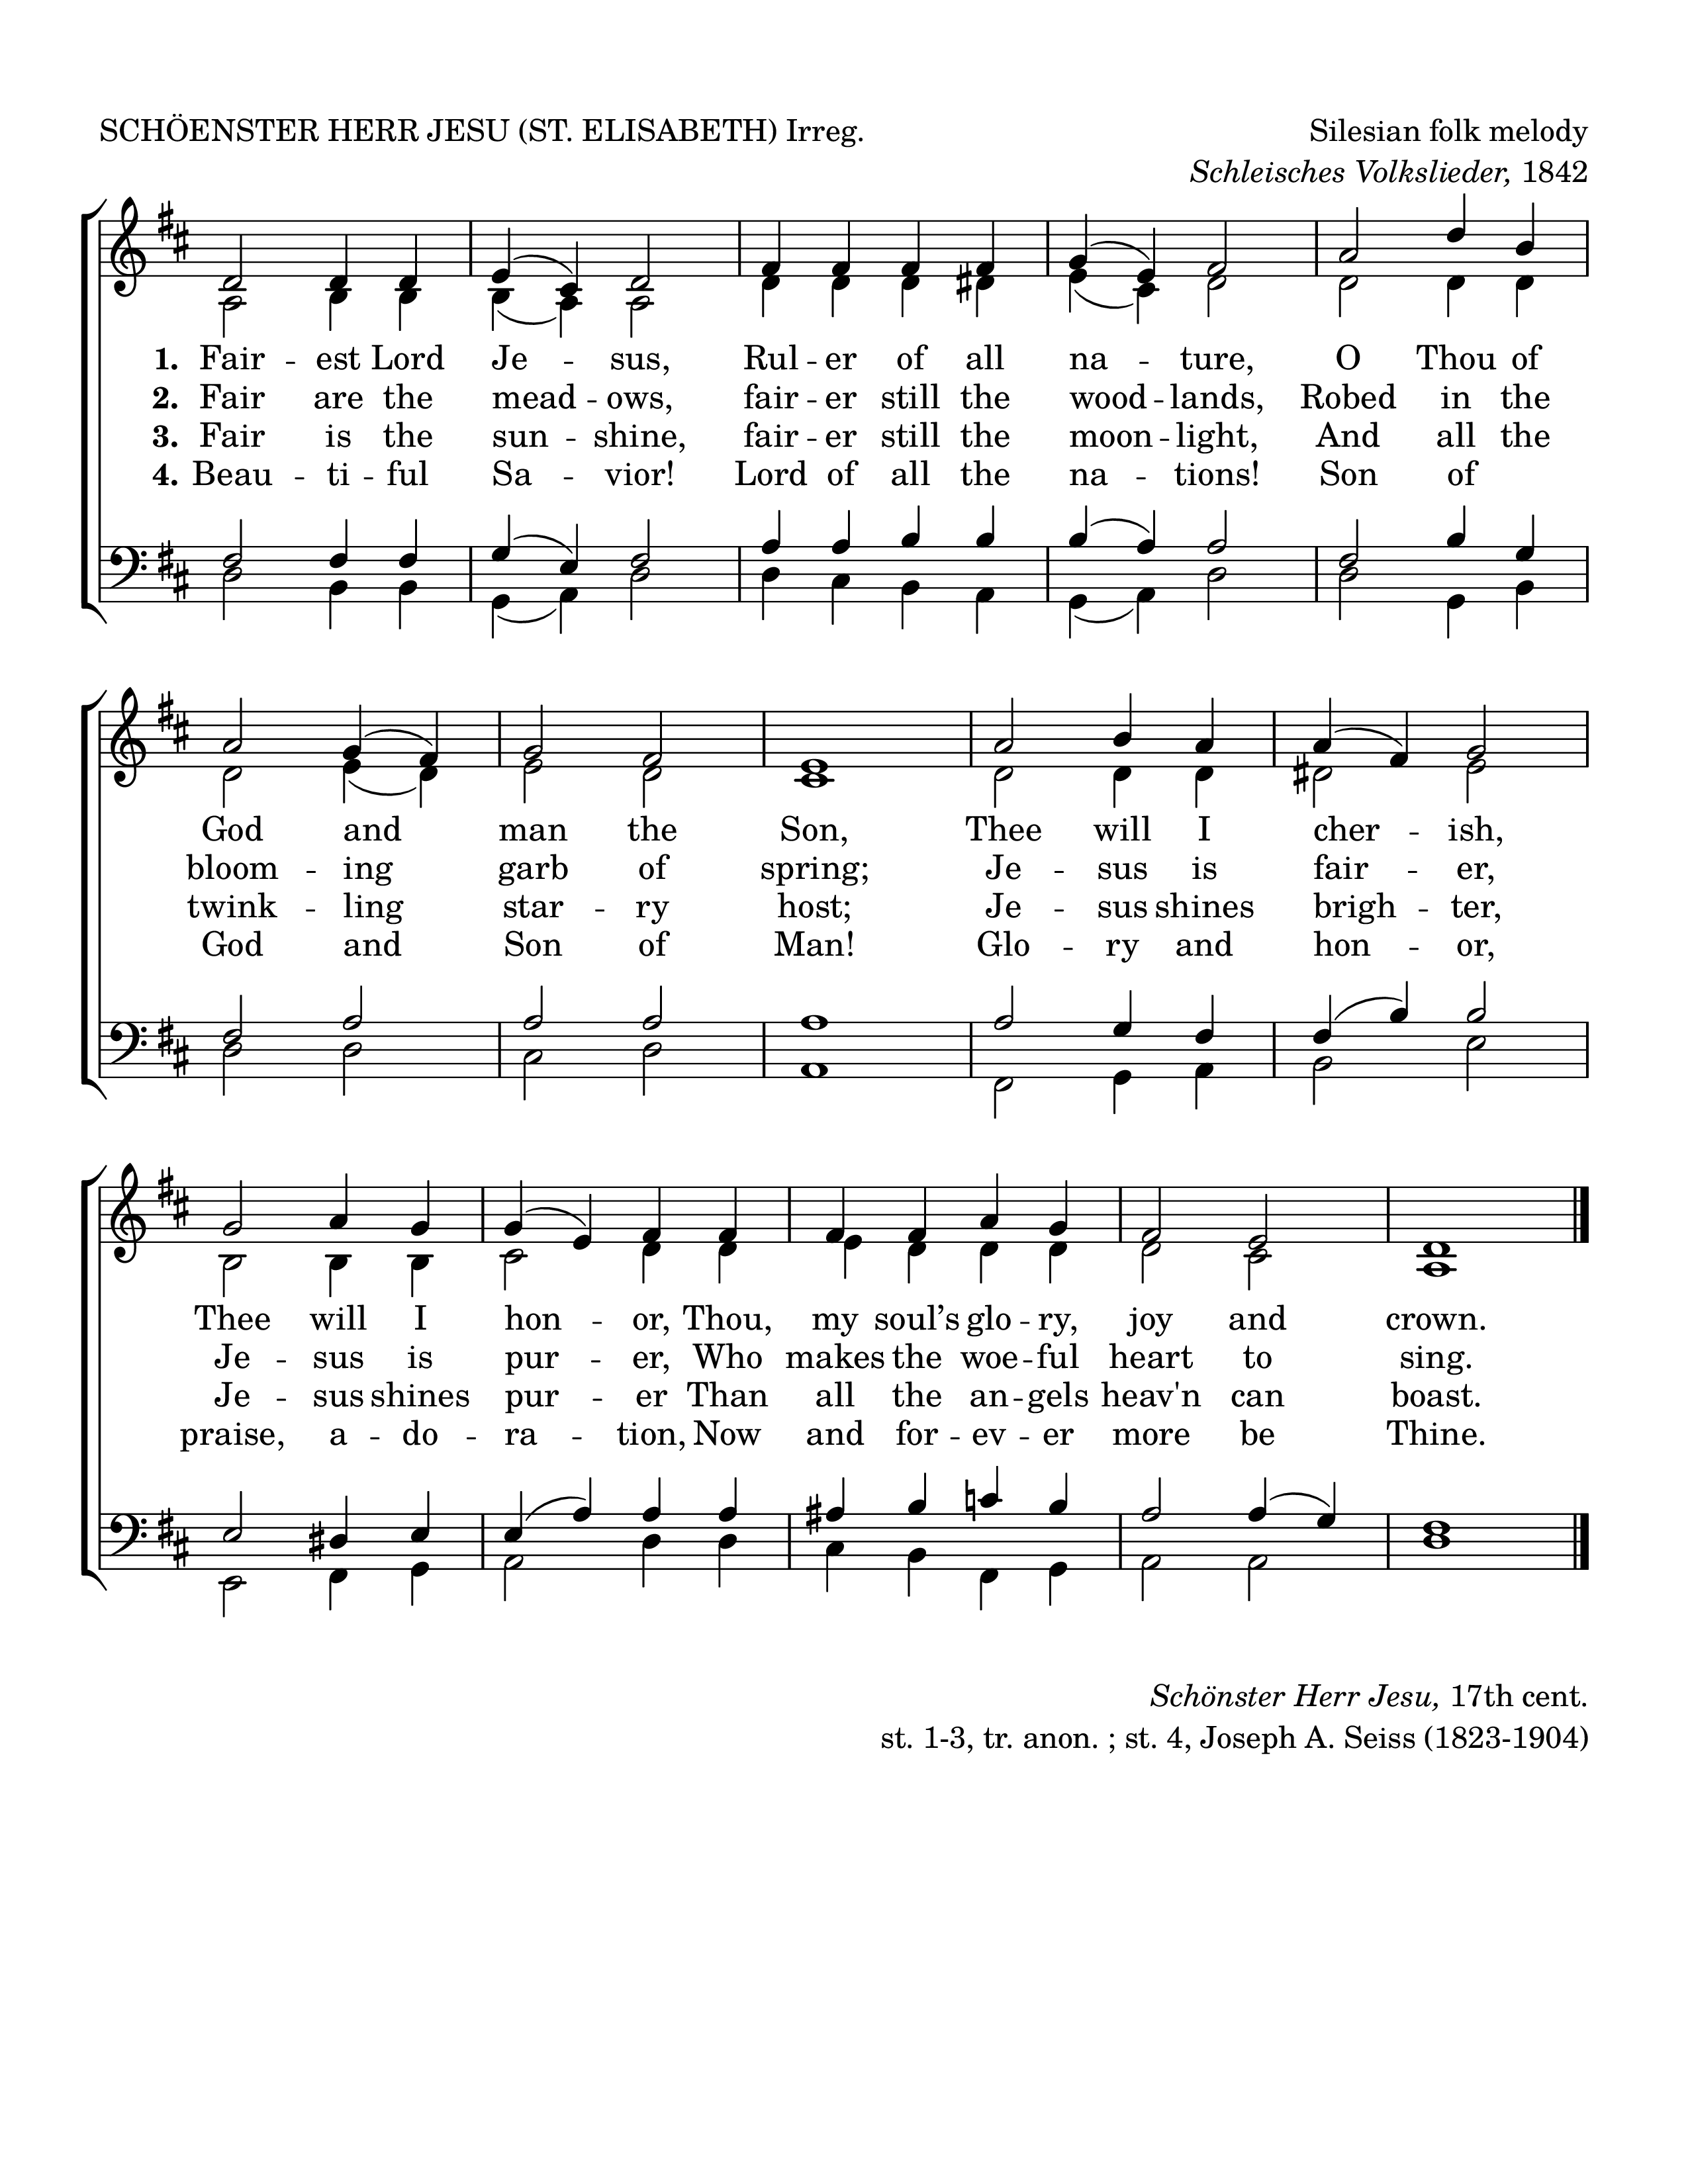 SCHÖENSTER HERR JESU (ST. ELISABETH) Irreg. Silesian folk melody
Schleisches Volkslieder, 1842
1. Fair -- est Lord Je -- sus, Rul -- er of all na -- ture, O Thou of
2. Fair are the mead -- ows, fair -- er still the wood -- lands, Robed in the
3. Fair is the sun -- shine, fair -- er still the moon -- light, And all the
4. Beau -- ti -- ful Sa -- vior! Lord of all the na -- tions! Son of
God and man the Son, Thee will I cher -- ish,
bloom -- ing garb of spring; Je -- sus is fair -- er,
twink -- ling star -- ry host; Je -- sus shines brigh -- ter,
God and Son of Man! Glo -- ry and hon -- or,
Thee will I hon -- or, Thou, my soul’s glo -- ry, joy and crown.
Je -- sus is pur -- er, Who makes the woe -- ful heart to sing.
Je -- sus shines pur -- er Than all the an -- gels heav'n can boast.
praise, a -- do -- ra -- tion, Now and for -- ev -- er more be Thine.
Schönster Herr Jesu, 17th cent.
st. 1-3, tr. anon. ; st. 4, Joseph A. Seiss (1823-1904)